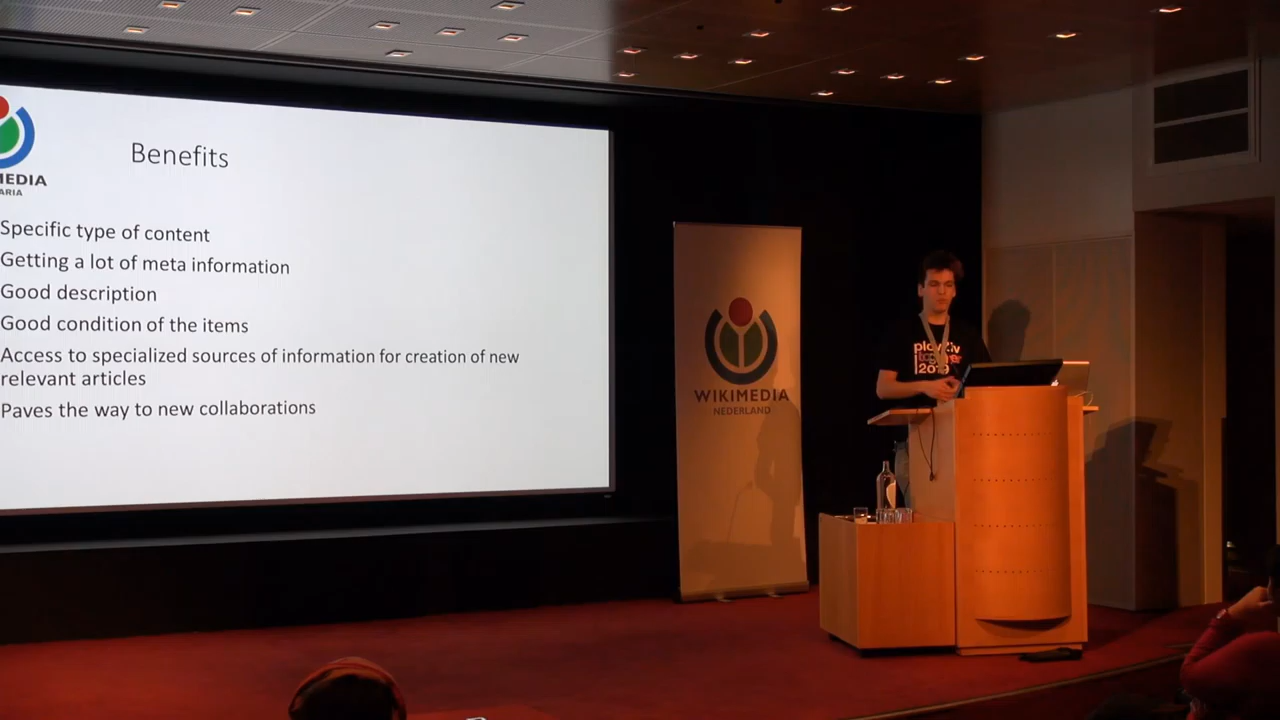 Benefits
MEDIA
ARIA
Specific type of content
Getting a lot of meta information
Good description
Good condition of the items
Access to specialized sources of information for creation of new
relevant articles
Paves the way to new collaborations
WIKIMEDIA
NEDERLAND
2019